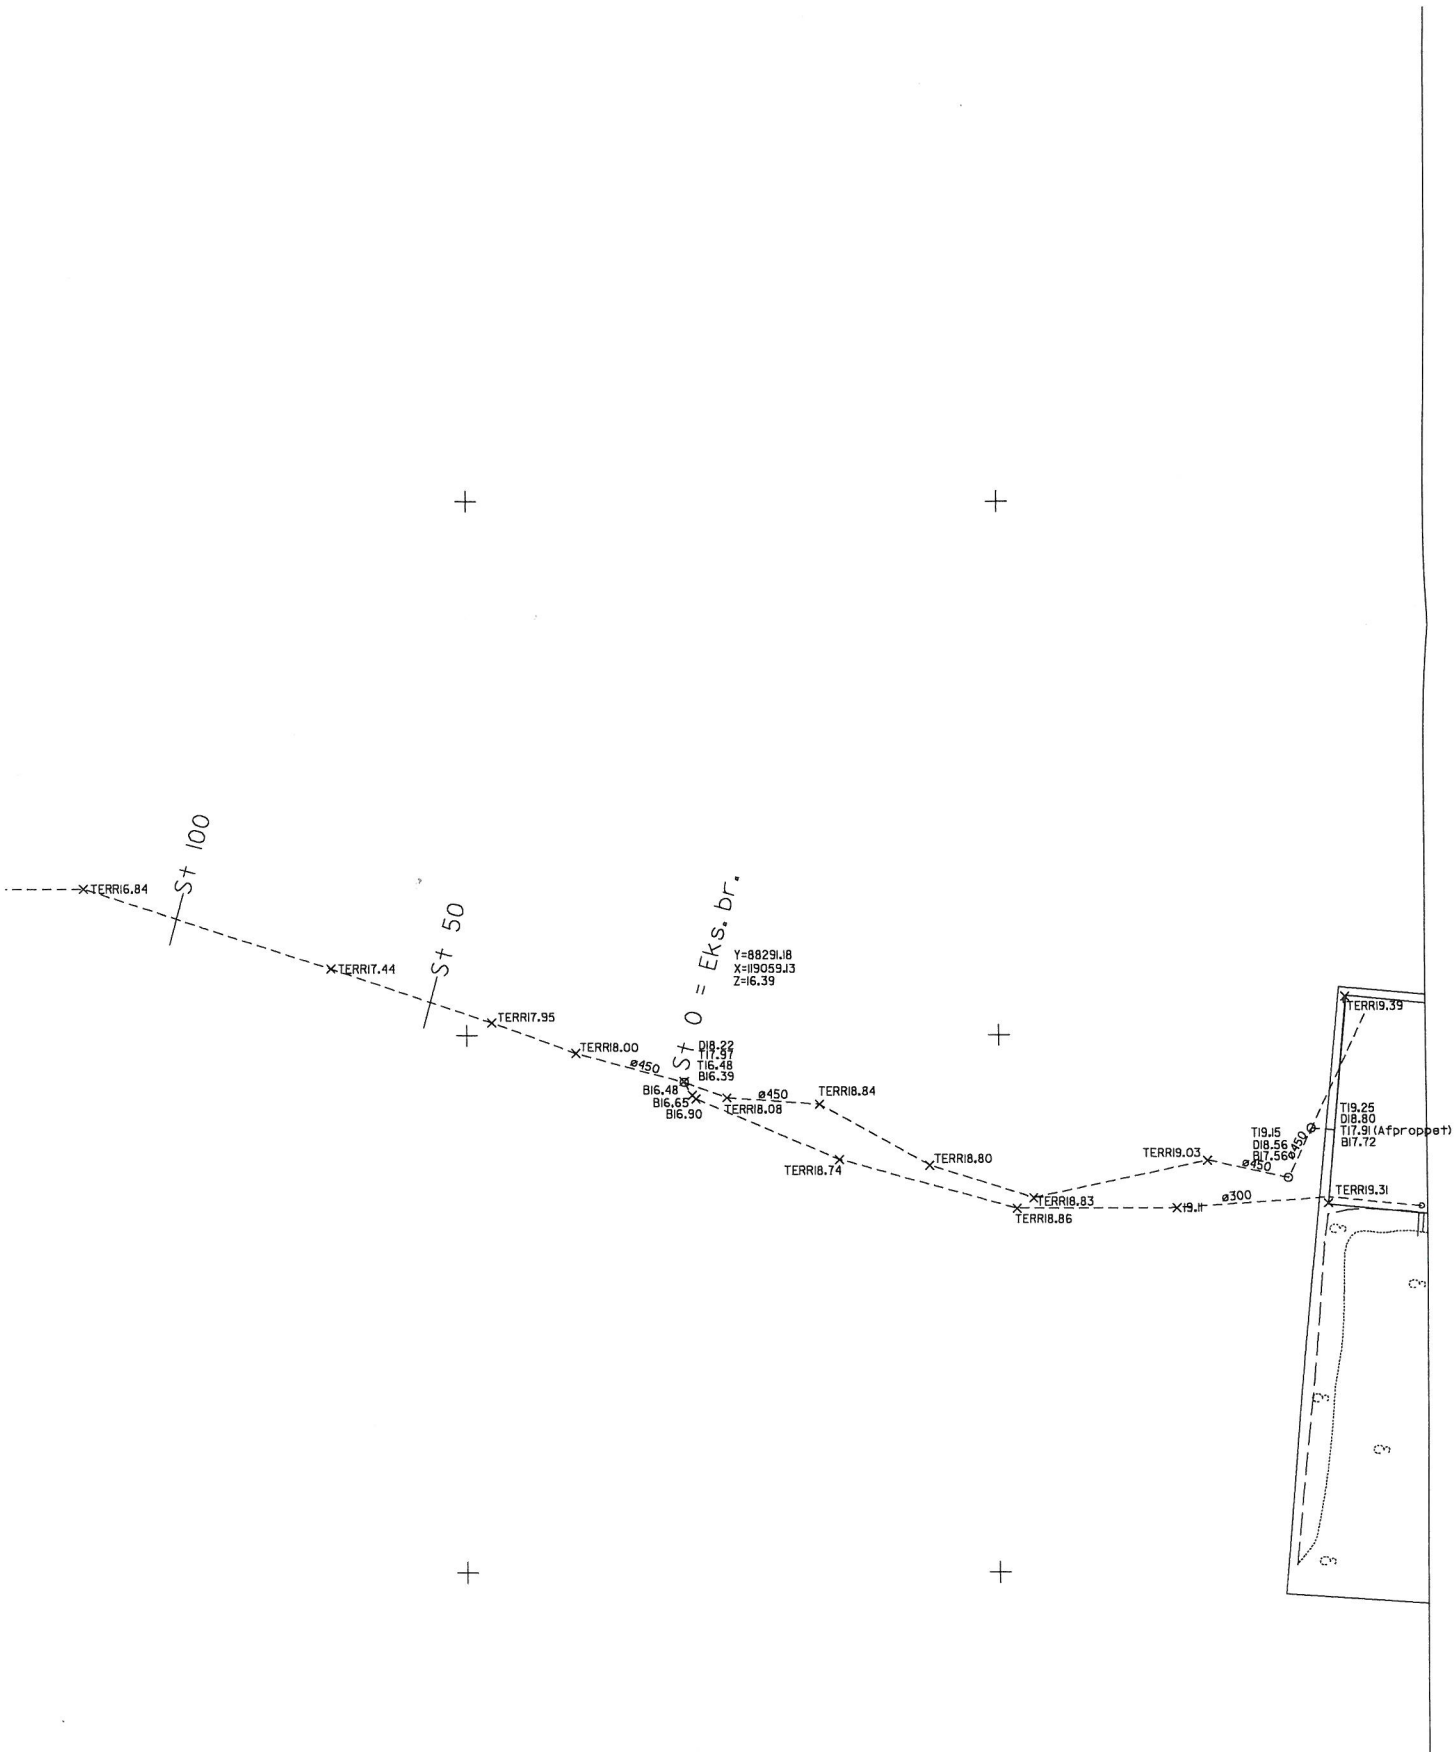 St 100
TERR16.84
St 50
TERR17.44
St 0 = Eks. br.
Y=88291.18
X=119059.13
Z=16.39
TERR17.95
TERR18.00
ø450
D18.22
T17.97
T16.48
B16.39
B16.48
B16.65
B16.90
TERR18.08
ø450
TERR18.84
TERR18.74
TERR18.80
TERR18.83
TERR18.86
TERR19.03
ø450
19.11
ø300
T19.15
D18.56
B17.56
ø450
TERR19.39
T19.25
D18.80
T17.91 (Afproppet)
B17.72
TERR19.31